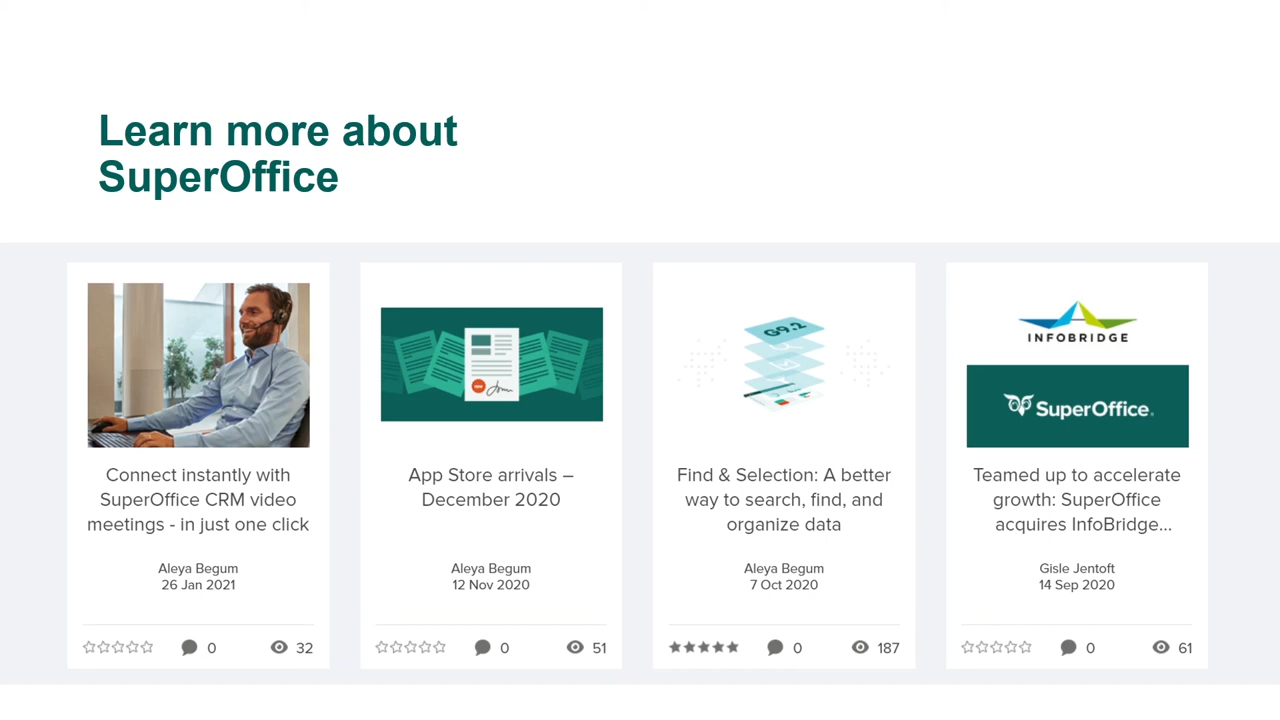 Learn more about
SuperOffice
Connect instantly with
SuperOffice CRM video
meetings - in just one click
Aleya Begum
26 Jan 2021
0
32
App Store arrivals –
December 2020
Aleya Begum
12 Nov 2020
0
51
G9.2
Find & Selection: A better
way to search, find, and
organize data
Aleya Begum
7 Oct 2020
0
187
INFOBRIDGE
SuperOffice.
Teamed up to accelerate
growth: SuperOffice
acquires InfoBridge...
Gisle Jentoft
14 Sep 2020
0
61